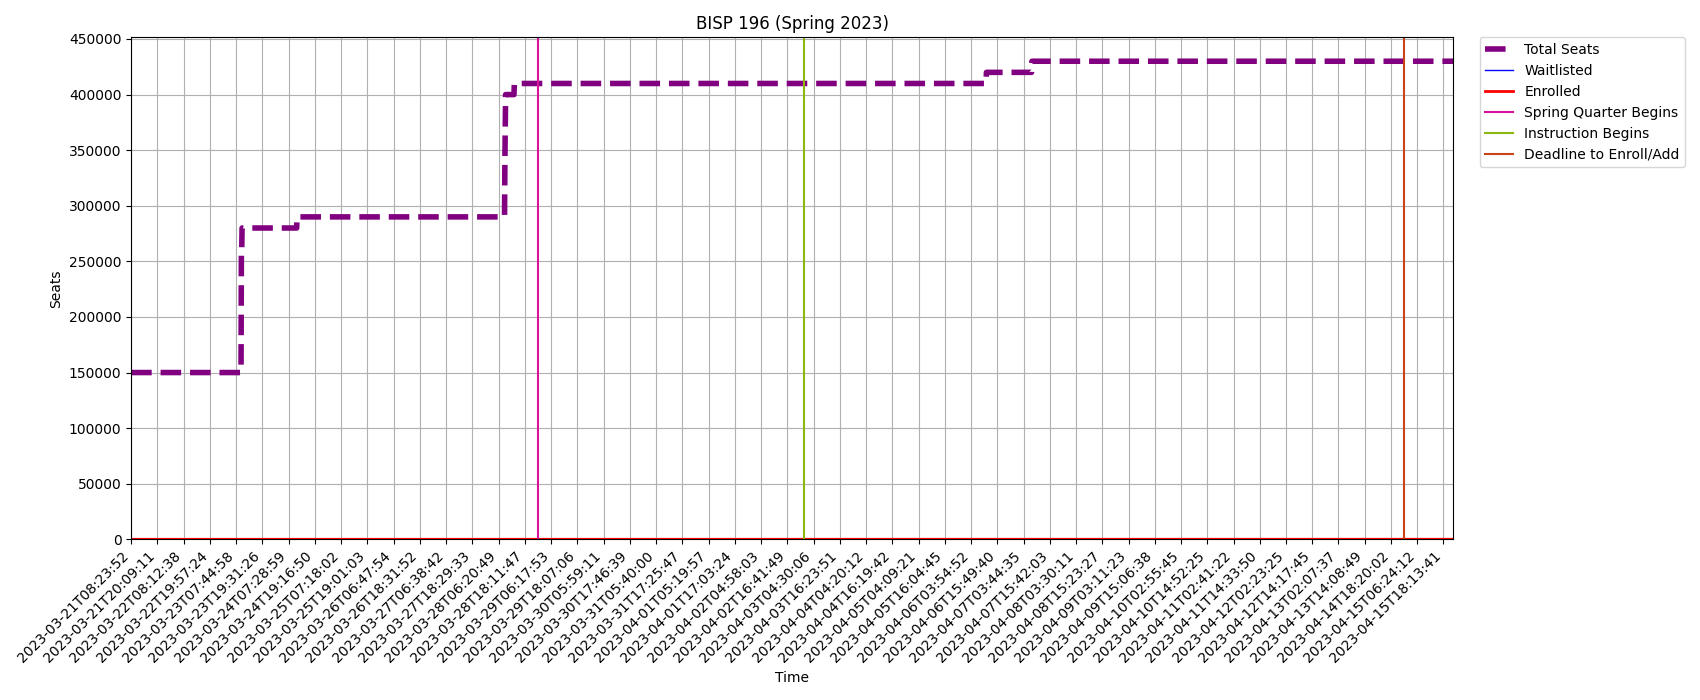 BISP 196 (Spring 2023)
450000
400000
350000
300000
250000
200000
150000
100000
50000
0
Seats
Total Seats
Waitlisted
Enrolled
Spring Quarter Begins
Instruction Begins
Deadline to Enroll/Add
2023-03-21T08:23:52
2023-03-21T20:09:11
2023-03-22T08:12:38
2023-03-22T19:57:24
2023-03-23T07:44:58
2023-03-23T19:31:26
2023-03-24T07:28:59
2023-03-24T19:16:50
2023-03-25T07:18:02
2023-03-25T19:01:03
2023-03-26T06:47:54
2023-03-26T18:31:52
2023-03-27T06:38:42
2023-03-27T18:29:33
2023-03-28T06:20:49
2023-03-28T18:11:47
2023-03-29T06:17:53
2023-03-29T18:07:06
2023-03-30T05:59:11
2023-03-30T17:46:39
2023-03-31T05:40:00
2023-03-31T17:25:47
2023-04-01T05:19:57
2023-04-01T17:03:24
2023-04-02T04:58:03
2023-04-02T16:41:49
2023-04-03T04:30:06
2023-04-03T16:23:51
2023-04-04T04:20:12
2023-04-04T16:19:42
2023-04-05T04:09:21
2023-04-05T16:04:45
2023-04-06T03:54:52
2023-04-06T15:49:40
2023-04-07T03:44:35
2023-04-07T15:42:03
2023-04-08T03:30:11
2023-04-08T15:23:27
2023-04-09T03:11:23
2023-04-09T15:06:38
2023-04-10T02:55:45
2023-04-10T14:52:25
2023-04-11T02:41:22
2023-04-11T14:33:50
2023-04-12T02:23:25
2023-04-12T14:17:45
2023-04-13T02:07:37
2023-04-13T14:08:49
2023-04-14T18:20:02
2023-04-15T06:24:12
2023-04-15T18:13:41
Time